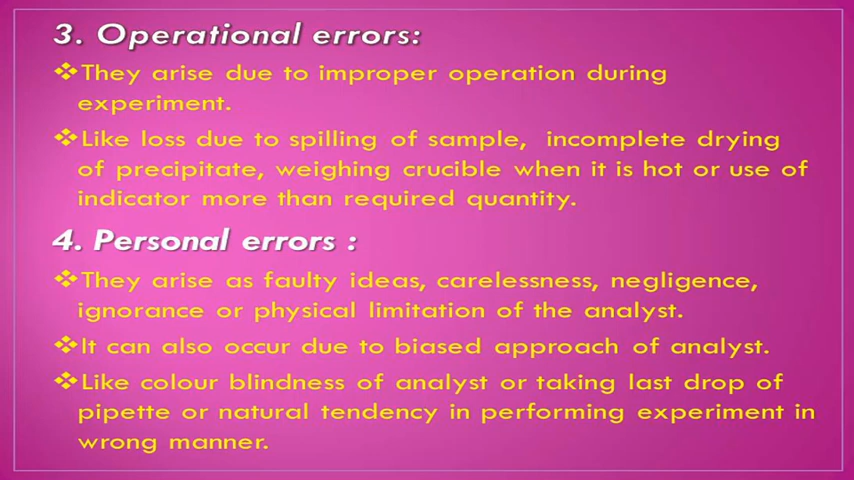 3. Operational errors:
❖They arise due to improper operation during
experiment.
❖Like loss due to spilling of sample, incomplete drying
of precipitate, weighing crucible when it is hot or use of
indicator more than required quantity.
4. Personal errors :
❖They arise as faulty ideas, carelessness, negligence,
ignorance or physical limitation of the analyst.
❖It can also occur due to biased approach of analyst.
❖Like colour blindness of analyst or taking last drop of
pipette or natural tendency in performing experiment in
wrong manner.